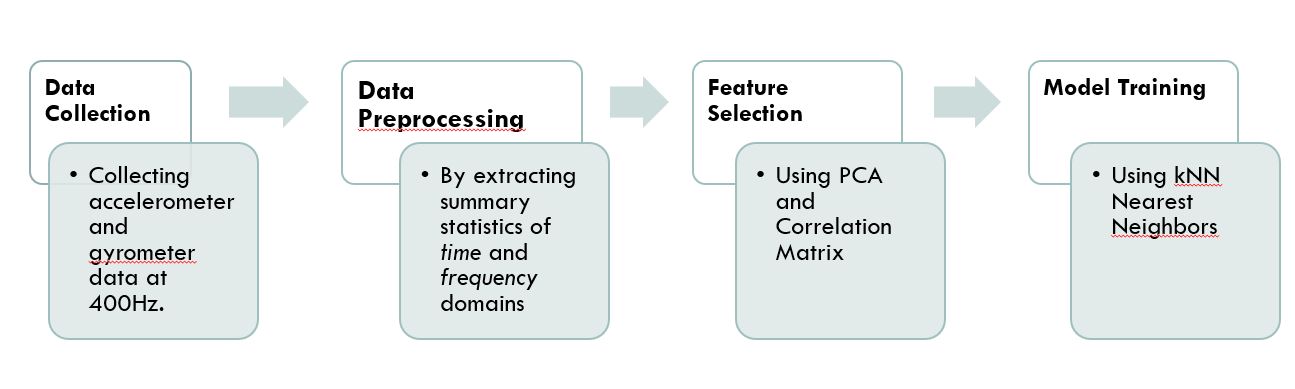 Data
Collection
• Collecting
accelerometer
and
gyrometer
data at
400Hz.
Data
Preprocessing
• By extracting
summary
statistics of
time and
frequency
domains
Feature
Selection
• Using PCA
and
Correlation
Matrix
Model Training
• Using kNN
Nearest
Neighbors